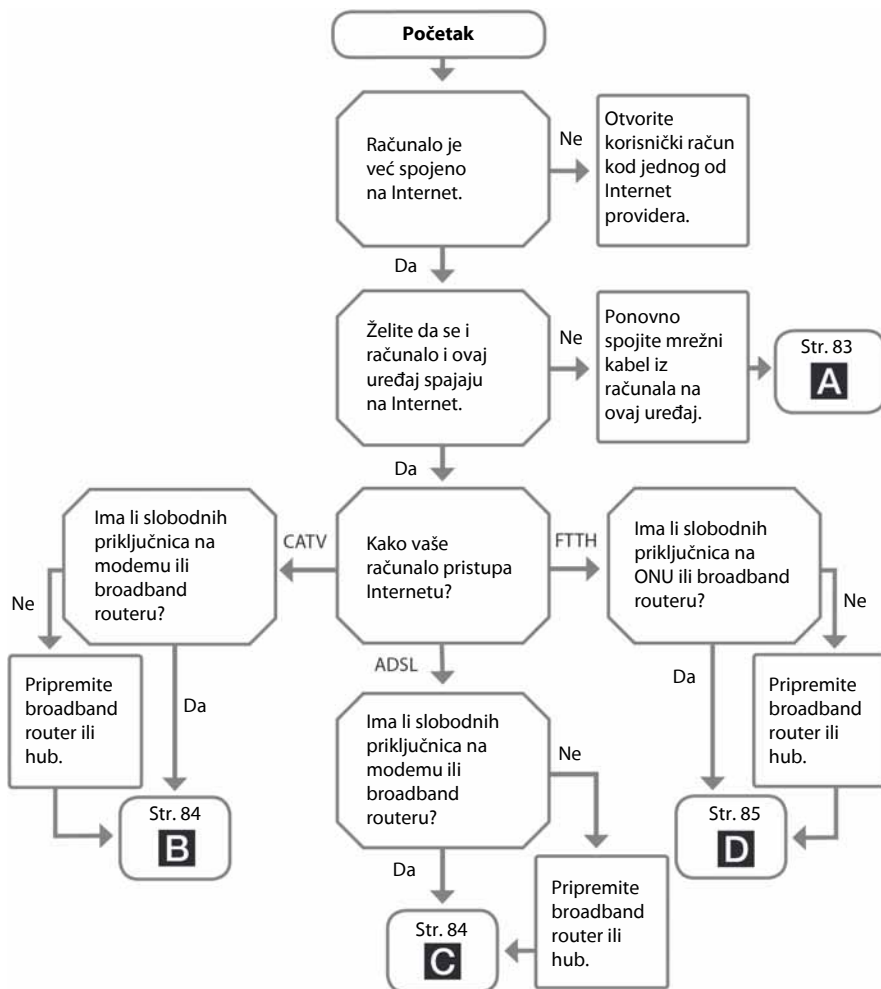 Početak
Računalo je
već spojeno
na Internet.
Ne
Otvorite
korisnički račun
kod jednog od
Internet
providera.
Da
Želite da se i
računalo i ovaj
uređaj spajaju
na Internet.
Ne
Ponovno
spojite mrežni
kabel iz
računala na
ovaj uređaj.
Str. 83
A
Da
Kako vaše
računalo pristupa
Internetu?
CATV
FTTH
ADSL
Ima li slobodnih
priključnica na
modemu ili
broadband
routeru?
Ne
Pripremite
broadband
router ili
hub.
Da
Str. 84
B
Ima li slobodnih
priključnica na
modemu ili
broadband
routeru?
Ne
Pripremite
broadband
router ili
hub.
Da
Str. 84
C
Ima li slobodnih
priključnica na
ONU ili broadband
routeru?
Ne
Pripremite
broadband
router ili
hub.
Da
Str. 85
D